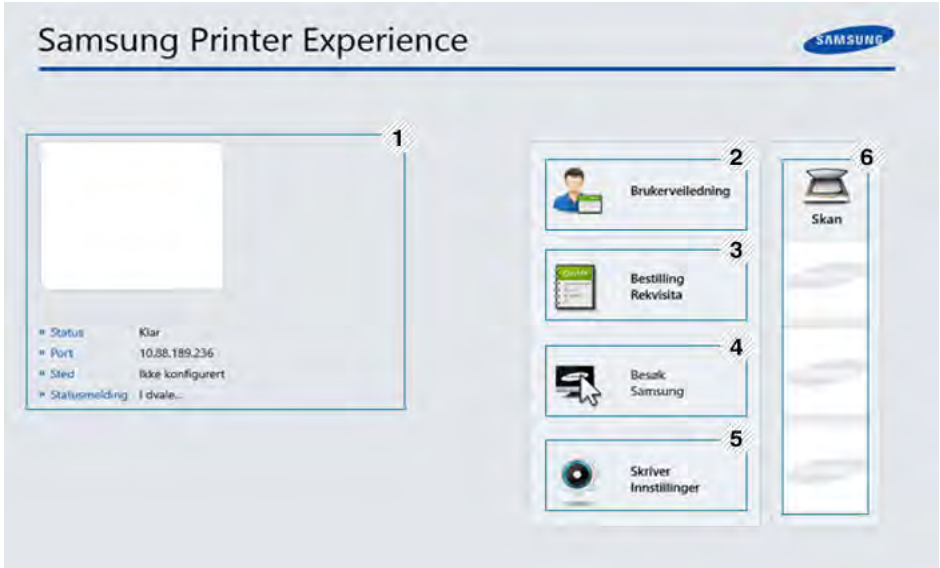 Samsung Printer Experience
SAMSUNG
1
» Status Klar
» Port 10.88.189.236
» Sted Ikke konfigurert
» Statusmelding I dvale...
2
Brukerveiledning
3
Bestilling
Rekvisita
4
Besøk
Samsung
5
Skriver
Innstillinger
6
Skan